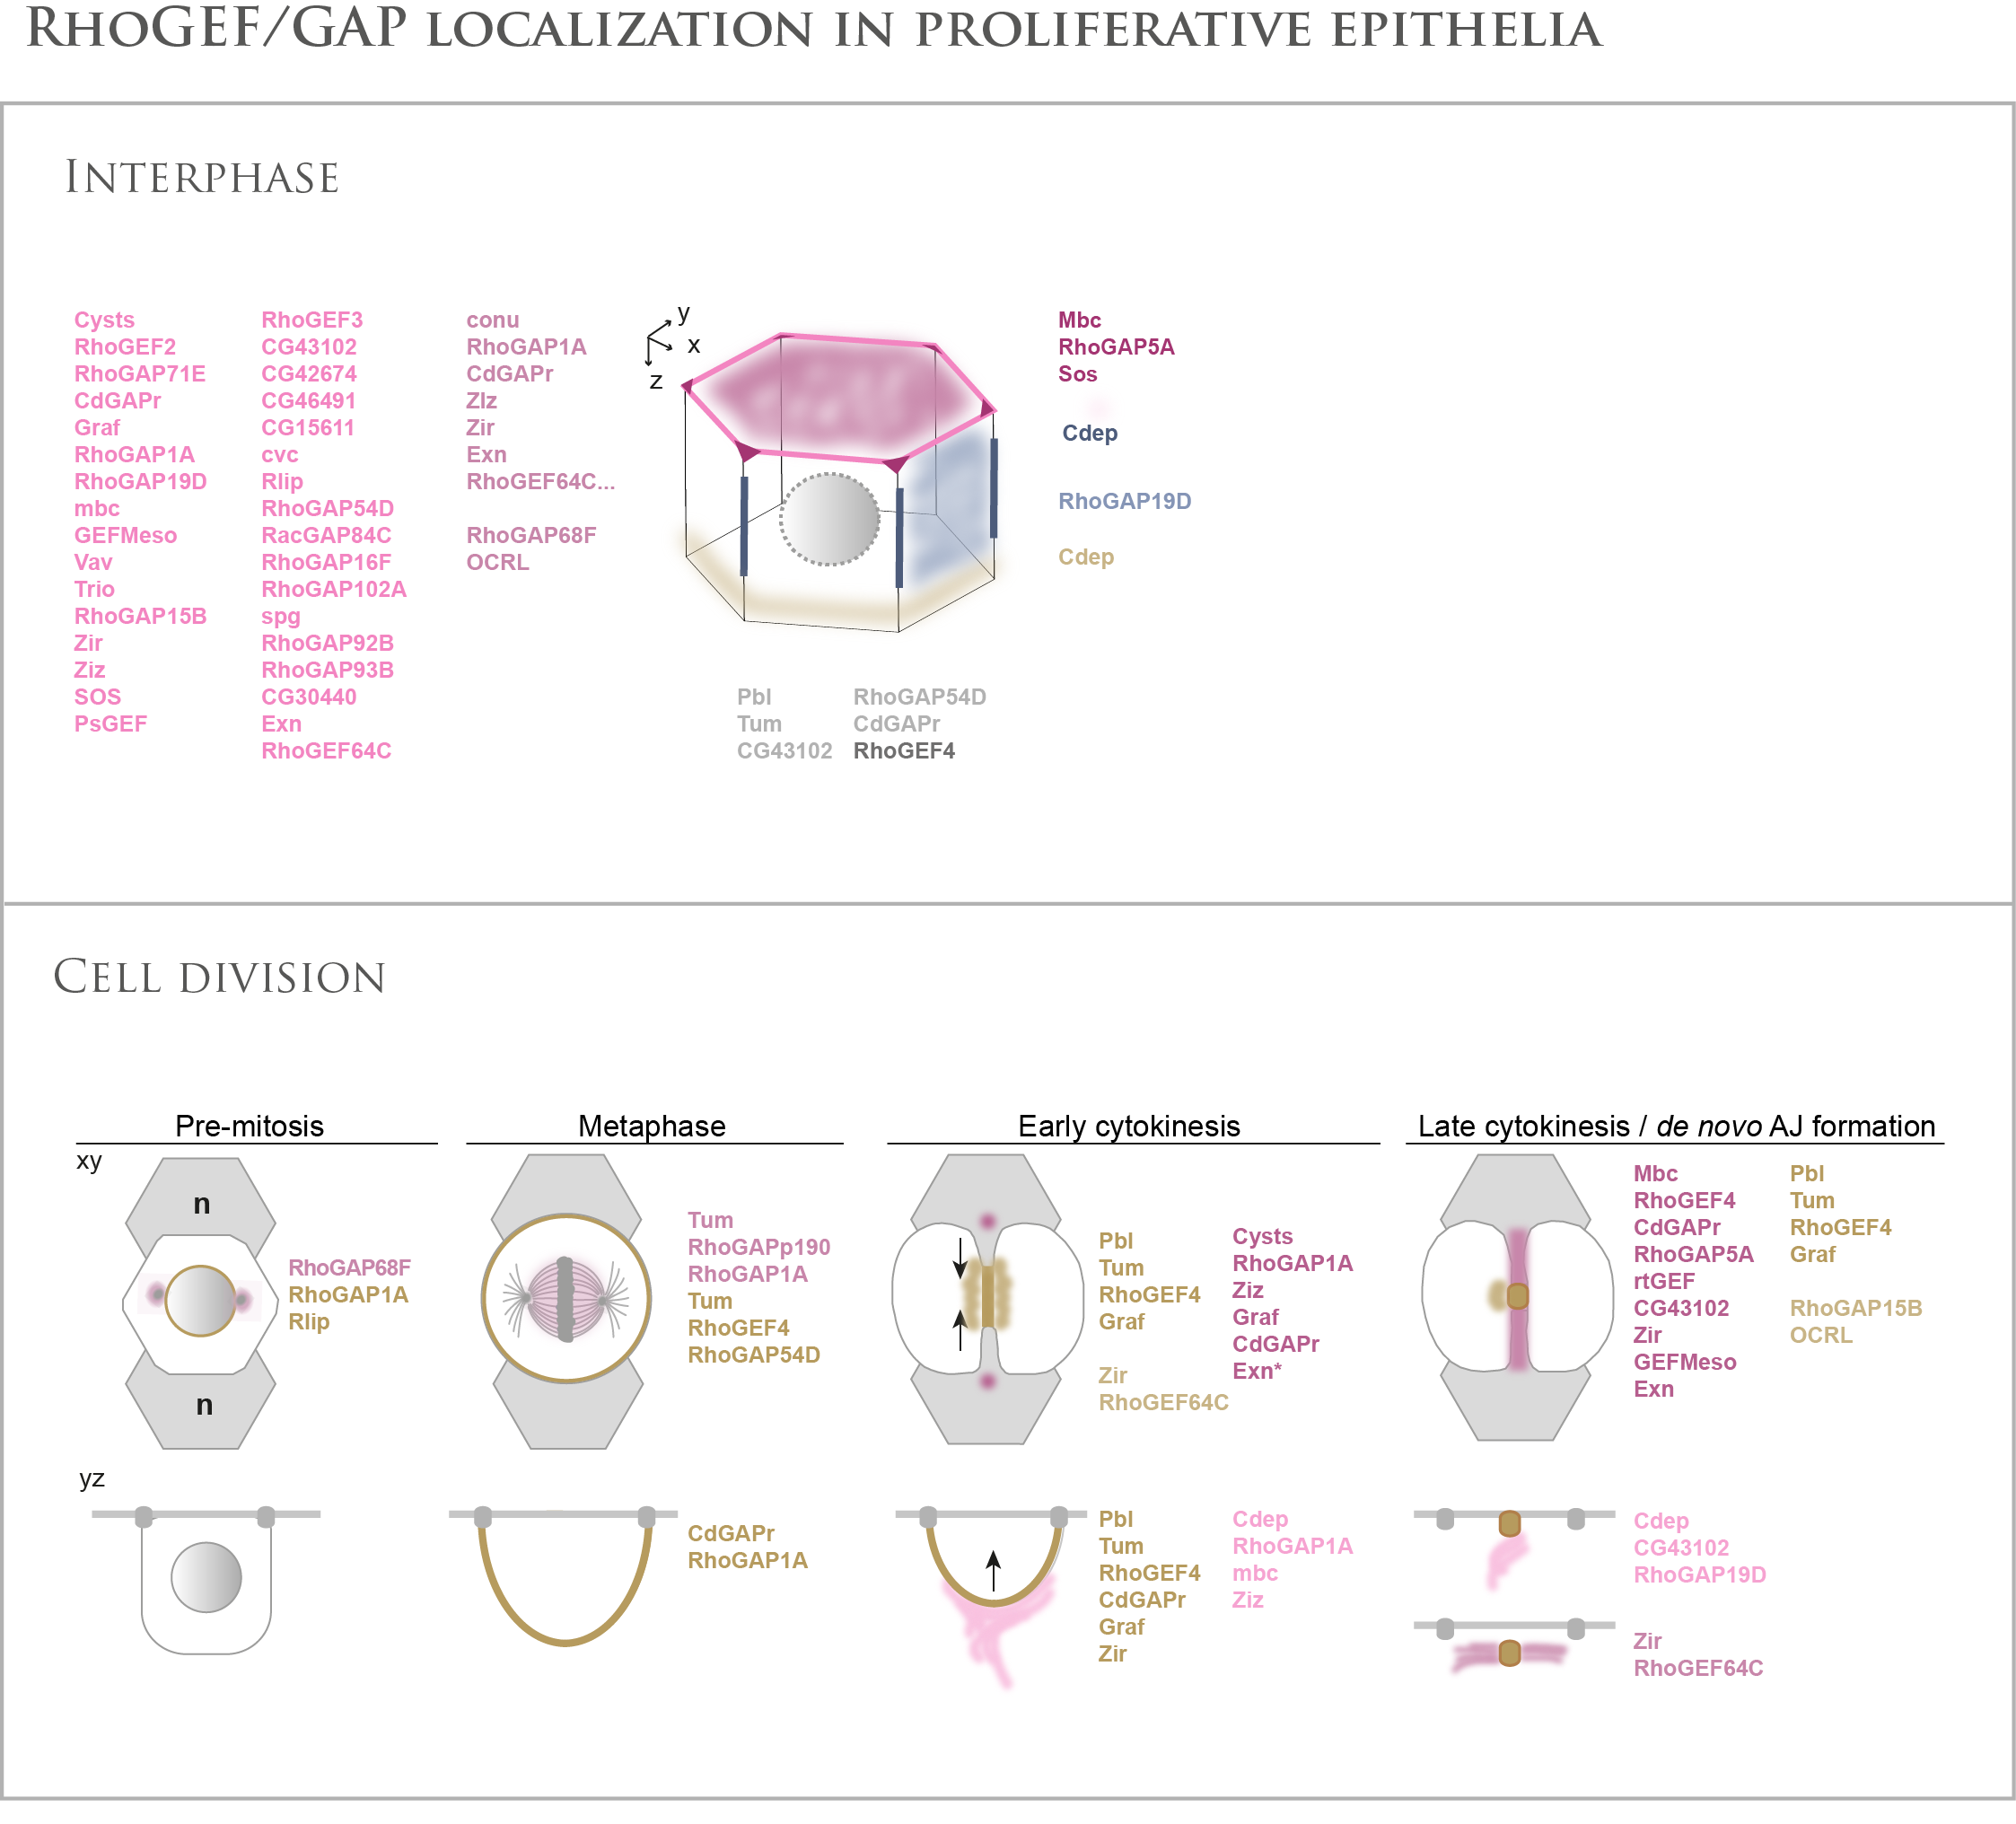 RhoGEF/GAP localization in proliferative epithelia
Interphase
Cysts
RhoGEF2
RhoGAP71E
CdGAPr
Graf
RhoGAP1A
RhoGAP19D
mbc
GEFMeso
Vav
Trio
RhoGAP15B
Zir
Ziz
SOS
PsGEF
RhoGEF3
CG43102
CG42674
CG46491
CG15611
cvc
Rlip
RhoGAP54D
RacGAP84C
RhoGAP16F
RhoGAP102A
spg
RhoGAP92B
RhoGAP93B
CG30440
Exn
RhoGEF64C
conu
RhoGAP1A
CdGAPr
ZIz
Zir
Exn
RhoGEF64C...
RhoGAP68F
OCRL
y
x
z
Mbc
RhoGAP5A
Sos
Cdep
RhoGAP19D
Cdep
Pbl
Tum
CG43102
RhoGAP54D
CdGAPr
RhoGEF4
Cell division
Pre-mitosis
xy
n
n
RhoGAP68F
RhoGAP1A
Rlip
Metaphase
Tum
RhoGAPp190
RhoGAP1A
Tum
RhoGEF4
RhoGAP54D
Early cytokinesis
Pbl
Tum
RhoGEF4
Graf
Zir
RhoGEF64C
Cysts
RhoGAP1A
Ziz
Graf
CdGAPr
Exn*
Late cytokinesis / de novo AJ formation
Mbc
RhoGEF4
CdGAPr
RhoGAP5A
rtGEF
CG43102
Zir
GEFMeso
Exn
Pbl
Tum
RhoGEF4
Graf
RhoGAP15B
OCRL
yz
CdGAPr
RhoGAP1A
Pbl
Tum
RhoGEF4
CdGAPr
Graf
Zir
Cdep
RhoGAP1A
mbc
Ziz
Cdep
CG43102
RhoGAP19D
Zir
RhoGEF64C